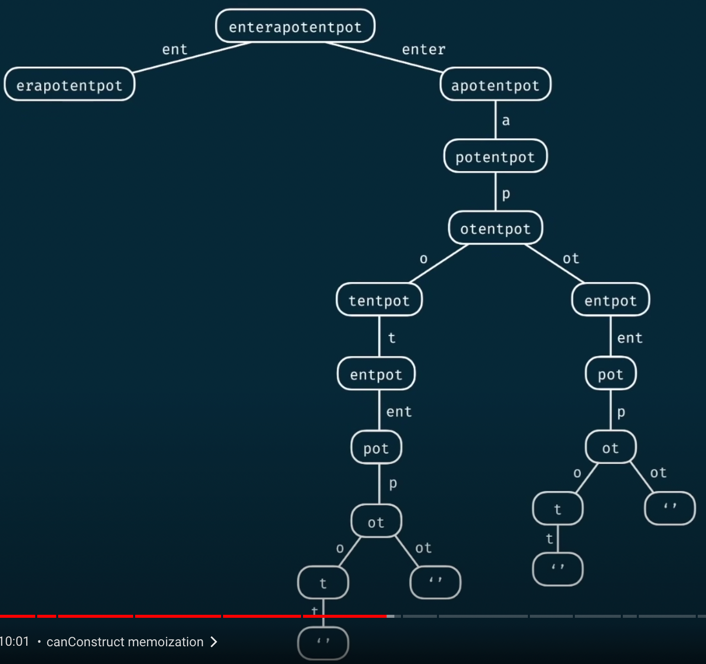 enterapotentpot
ent
enter
erapotentpot
apotentpot
a
potentpot
p
otentpot
o
ot
tentpot
entpot
t
ent
entpot
pot
ent
p
pot
ot
p
o
ot
ot
t
‘’
o
ot
t
t
‘’
‘’
t
‘’
10:01 • canConstruct memoization >